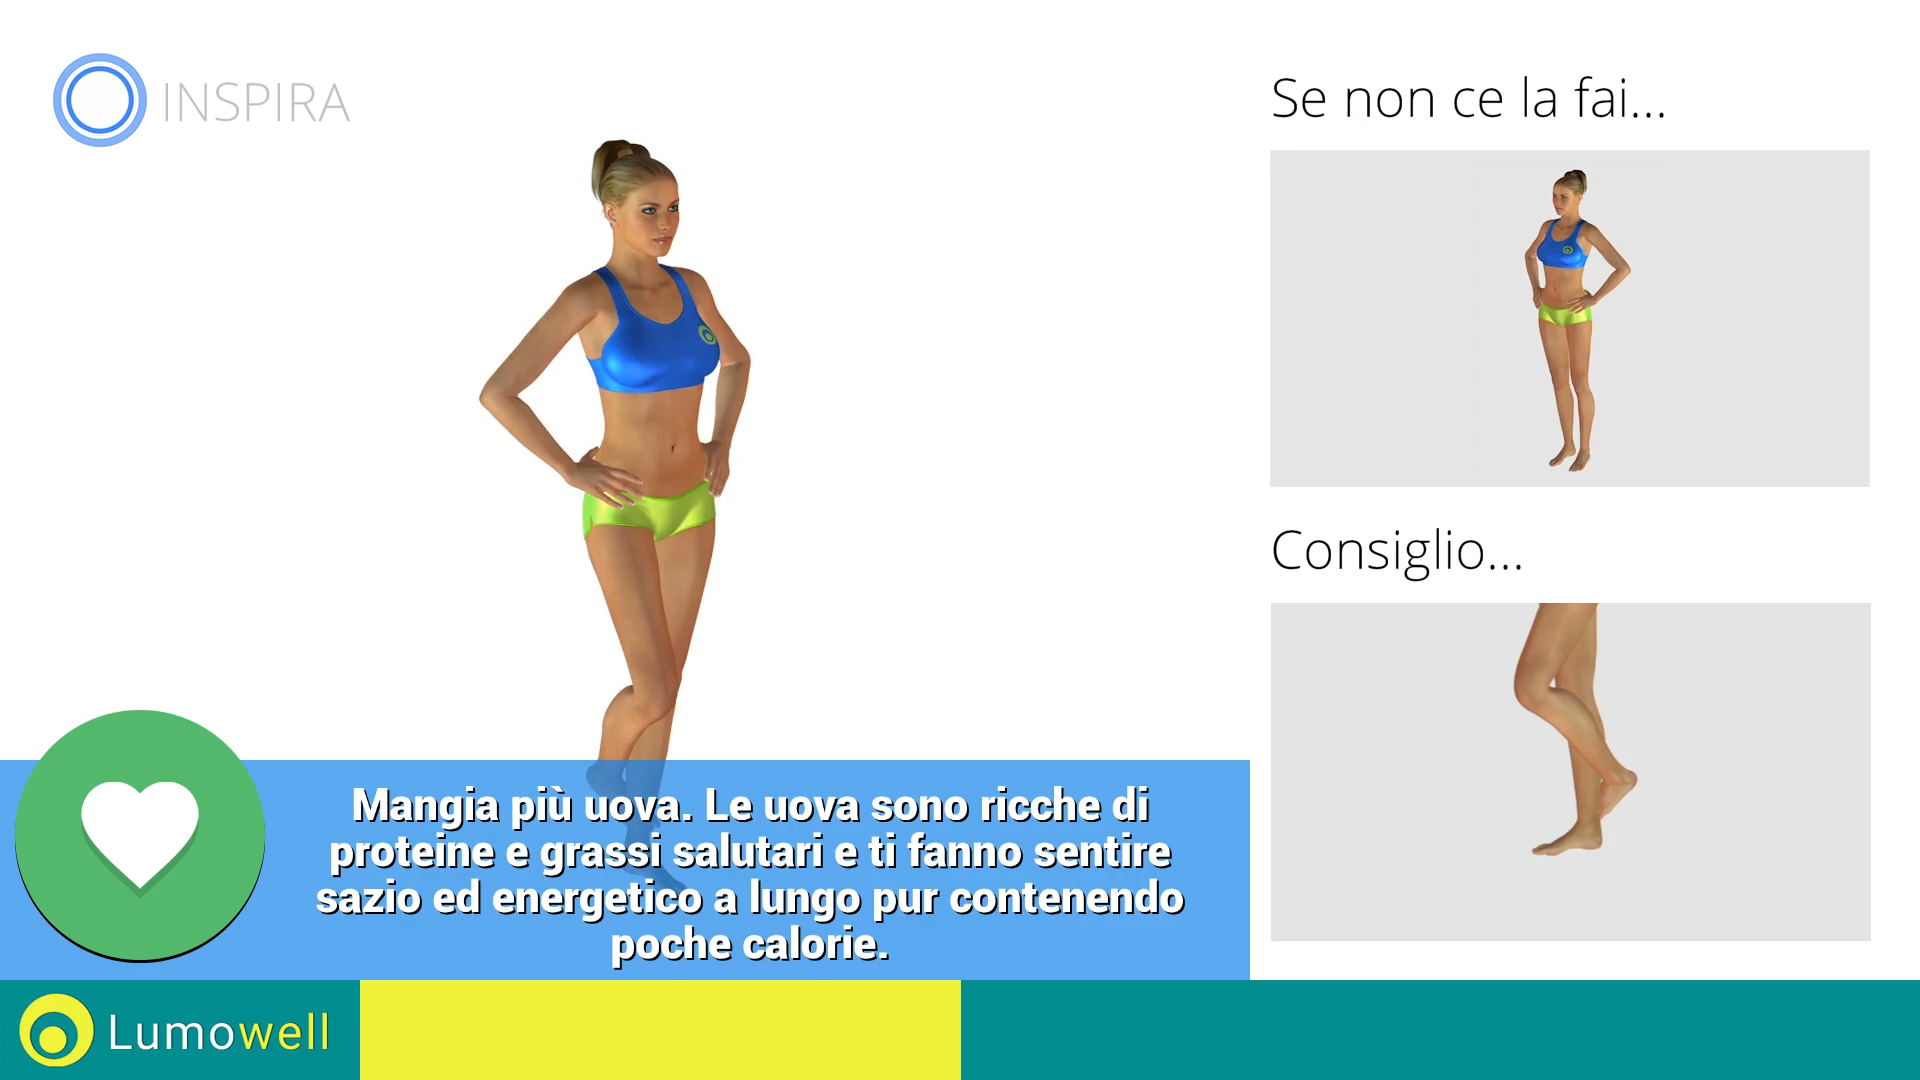 INSPIRA
Se non ce la fai...
Consiglio...
Mangia più uova. Le uova sono ricche di
proteine e grassi salutari e ti fanno sentire
sazio ed energetico a lungo pur contenendo
poche calorie.
Lumowell